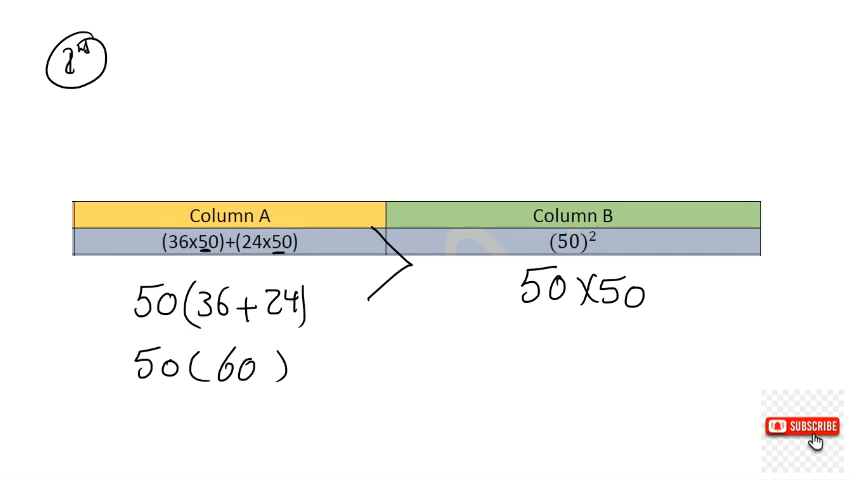 Column A
Column B
(36x50)+(24x50)
(50)²
50(36+24)
50X50
50(60)
SUBSCRIBE